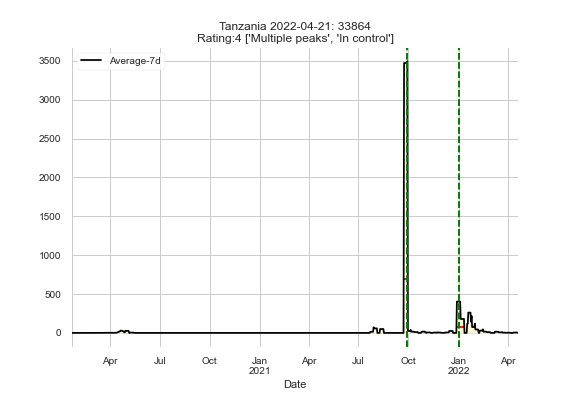 Tanzania 2022-04-21: 33864
Rating:4 ['Multiple peaks', 'In control']
Average-7d
3500
3000
2500
2000
1500
1000
500
0
Apr Jul Oct Jan Apr Jul Oct Jan Apr
2021 2022
Date